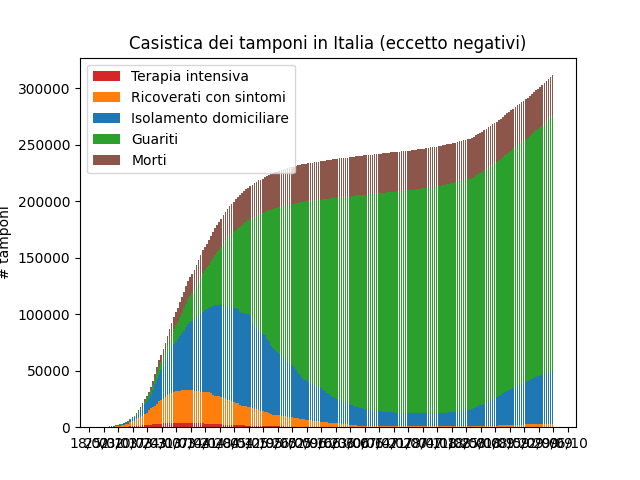 Casistica dei tamponi in Italia (eccetto negativi)
Terapia intensiva
Ricoverati con sintomi
Isolamento domiciliare
Guariti
Morti
300000
250000
200000
150000
100000
50000
0
# tamponi